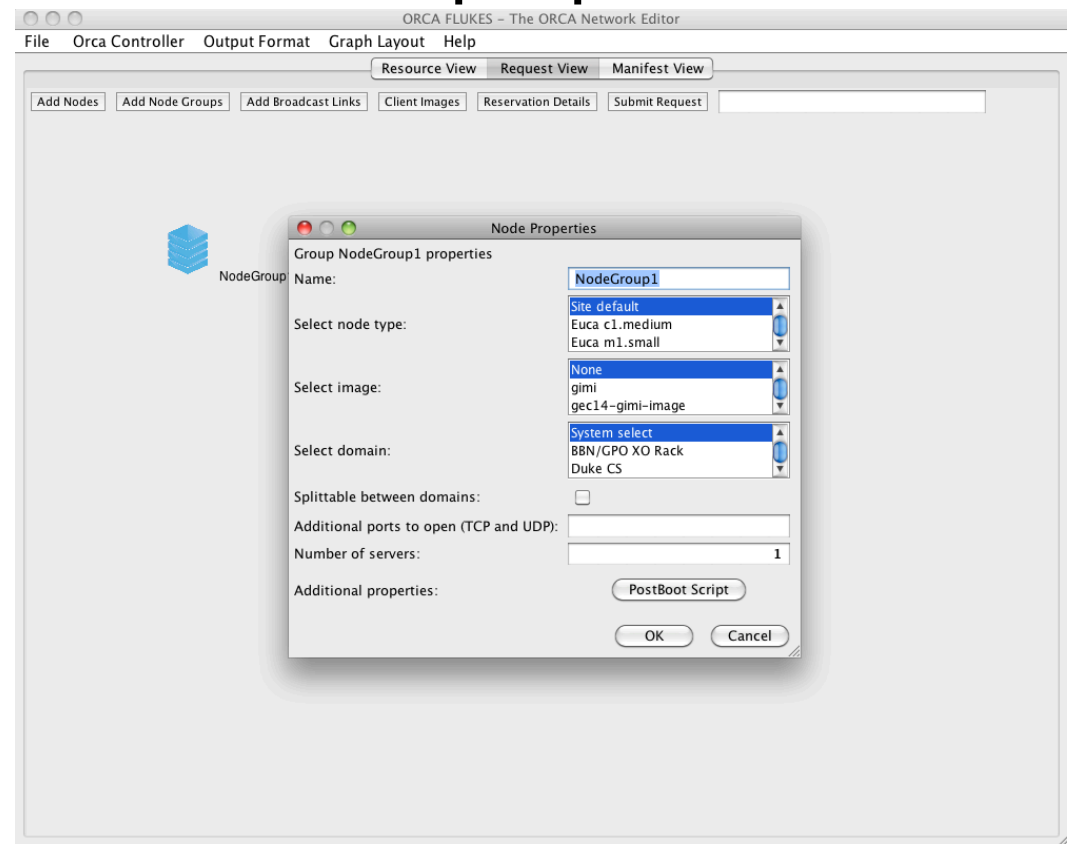 ORCA FLUKES – The ORCA Network Editor
File Orca Controller Output Format Graph Layout Help
Resource View Request View Manifest View
Add Nodes Add Node Groups Add Broadcast Links Client Images Reservation Details Submit Request
NodeGroup
Node Properties
Group NodeGroup1 properties
Name: NodeGroup1
Select node type:
Site default
Euca c1.medium
Euca m1.small
Select image:
None
gimi
gec14-gimi-image
Select domain:
System select
BBN/GPO XO Rack
Duke CS
Splittable between domains:
Additional ports to open (TCP and UDP):
Number of servers: 1
Additional properties: PostBoot Script
OK Cancel